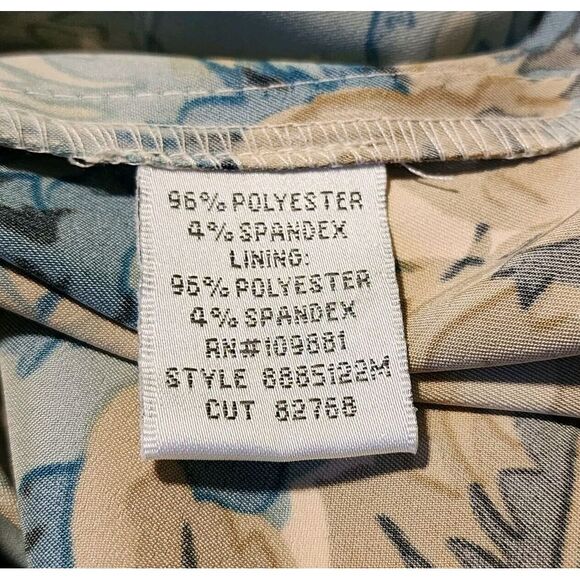 96% POLYESTER
4% SPANDEX
LINING:
96% POLYESTER
4% SPANDEX
RN#109881
STYLE 8885122M
CUT 82768